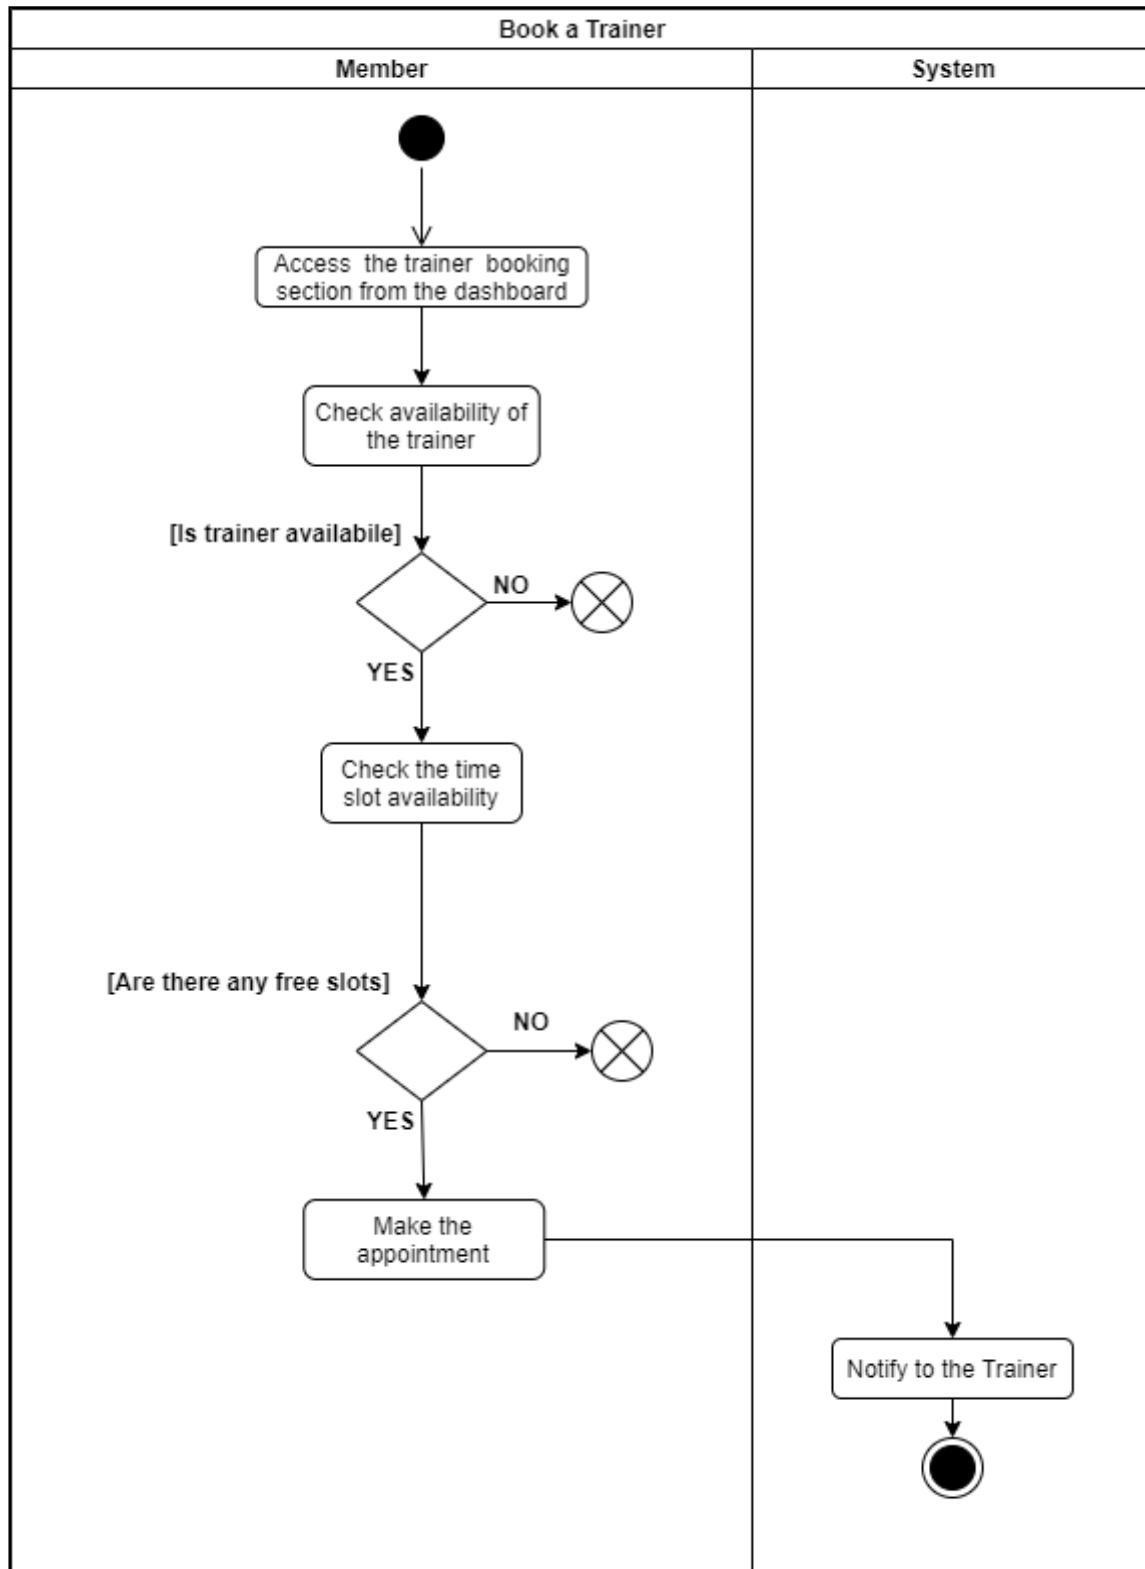 Book a Trainer
Member
System
Access the trainer booking
section from the dashboard
Check availability of
the trainer
[Is trainer availabile]
NO
YES
Check the time
slot availability
[Are there any free slots]
NO
YES
Make the
appointment
Notify to the Trainer